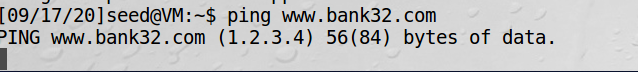 [09/17/20]seed@VM:~$ ping www.bank32.com
PING www.bank32.com (1.2.3.4) 56(84) bytes of data.